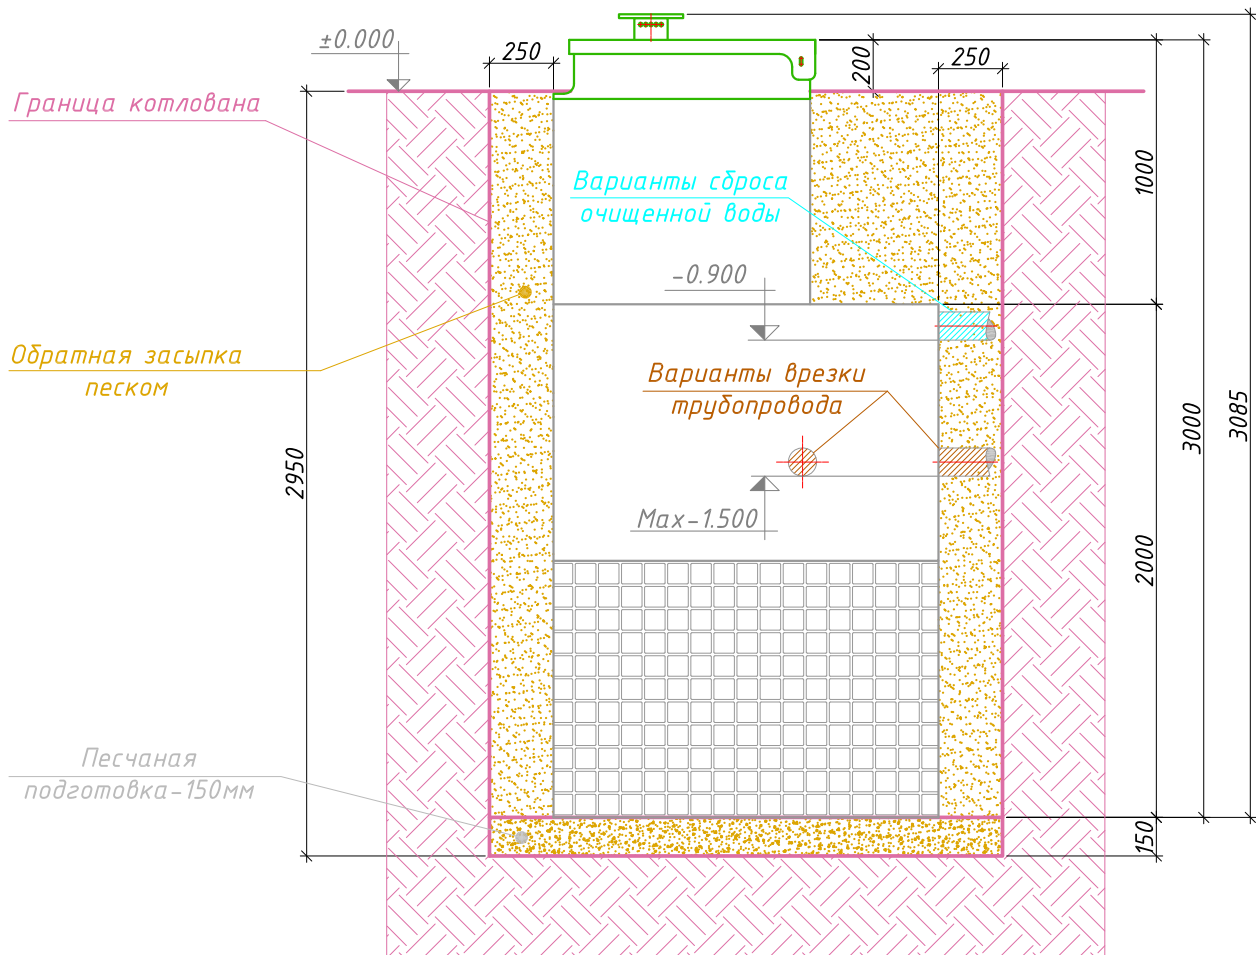 ±0.000
250
200
250
Граница котлована
1000
Варианты сброса
очищенной воды
-0.900
Обратная засыпка
песком
Варианты врезки
трубопровода
3000
3085
2950
Max-1.500
2000
Песчаная
подготовка-150мм
150